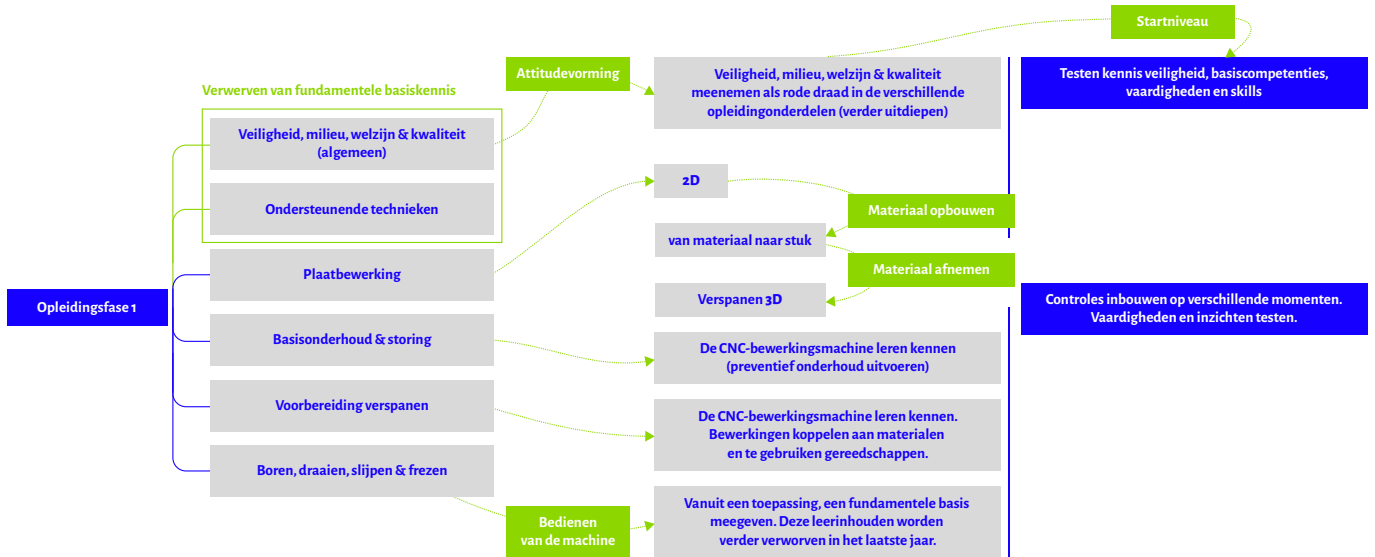 Startniveau
Attitudevorming
Veiligheid, milieu, welzijn & kwaliteit
meenemen als rode draad in de verschillende
opleidingonderdelen (verder uitdiepen)
Testen kennis veiligheid, basiscompetenties,
vaardigheden en skills
Verwerven van fundamentele basiskennis
Veiligheid, milieu, welzijn & kwaliteit
(algemeen)
Ondersteunende technieken
2D
Materiaal opbouwen
van materiaal naar stuk
Plaatbewerking
Materiaal afnemen
Opleidingsfase 1
Verspanen 3D
Controles inbouwen op verschillende momenten.
Vaardigheden en inzichten testen.
Basisonderhoud & storing
De CNC-bewerkingsmachine leren kennen
(preventief onderhoud uitvoeren)
Voorbereiding verspanen
De CNC-bewerkingsmachine leren kennen.
Bewerkingen koppelen aan materialen
en te gebruiken gereedschappen.
Boren, draaien, slijpen & frezen
Bedienen
van de machine
Vanuit een toepassing, een fundamentele basis
meegeven. Deze leerinhouden worden
verder verworven in het laatste jaar.